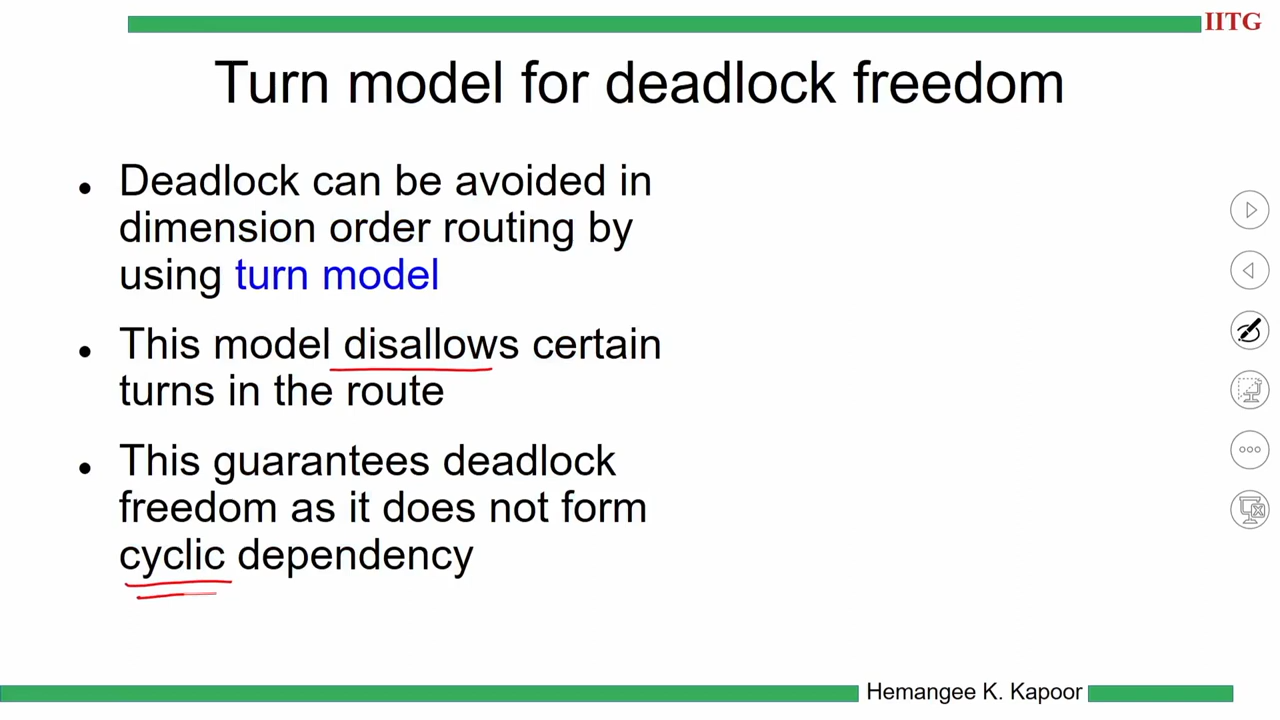 IITG
Turn model for deadlock freedom
• Deadlock can be avoided in
dimension order routing by
using turn model
• This model disallows certain
turns in the route
• This guarantees deadlock
freedom as it does not form
cyclic dependency
Hemangee K. Kapoor